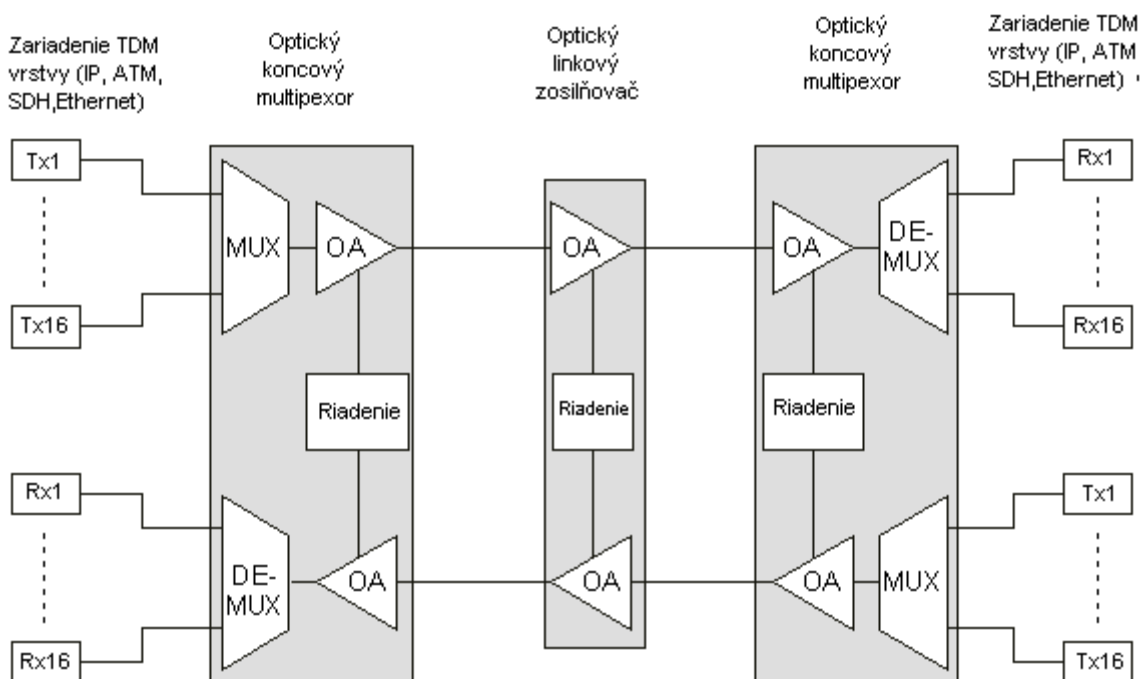 Zariadenie TDM
vrstvy (IP, ATM,
SDH,Ethernet)
Optický
koncový
multipexor
Optický
linkový
zosilňovač
Optický
koncový
multipexor
Zariadenie TDM
vrstvy (IP, ATM
SDH,Ethernet)
Tx1
Tx16
MUX
OA
OA
OA
DE-
MUX
Rx1
Rx16
Riadenie
Riadenie
Riadenie
Rx1
Rx16
DE-
MUX
OA
OA
OA
MUX
Tx1
Tx16